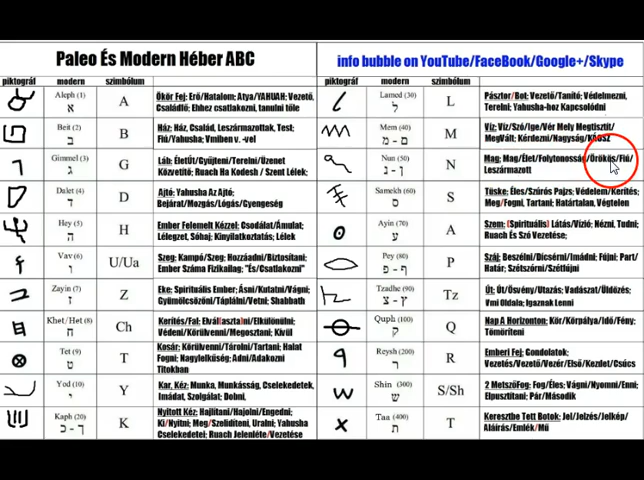 Paleo És Modern Héber ABC
info bubble on YouTube/FaceBook/Google+/Skype
piktográf modern szimbólum
piktográf modern szimbólum
Aleph (1)
א
A
Ökör Fej: Erő/Hatalom; Atya/YAHUAH; Vezető,
Családfő; Ehhez csatlakozni, tanulni tőle
Beit (2)
ב
B
Ház: Ház, Család, Leszármazottak, Test;
Fiú/Yahusha; Vmiben v. -vel
Gimmel (3)
ג
G
Láb: ÉletÚt/Gyűjteni/Terelni/Üzenet
Közvetítő; Ruach Ha Kodesh / Szent Lélek;
Dalet (4)
ד
D
Ajtó: Yahusha Az Ajtó;
Bejárat/Mozgás/Lógás/Gyengeség
Hey (5)
ה
H
Ember Felemelt Kézzel: Csodálat/Ámulat;
Lélegzet, Sóhaj; Kinyilatkoztatás; Lélek
Vav (6)
ו
U/Ua
Szeg: Kampó/Szeg; Hozzáadni/Biztosítani;
Ember Száma Fizikailag; "És/Csatlakozni"
Zayin (7)
ז
Z
Eke: Spirituális Ember; Ásni/Kutatni/Vágni;
Gyümölcsözöni/Táplálni/Vetni; Shabbath
Khet/Het (8)
ח
Ch
Kerítés/Fal: Elvál(aszta)ni/Elkülönülni;
Védeni/Körülvenni/Megosztani; Kívül
Tet (9)
ט
T
Kosár: Körülvenni/Tárolni/Tartani; Halat
Fogni; Nagylelkűség; Adni/Adakozni
Titokban
Yod (10)
י
Y
Kar, Kéz: Munka, Munkásság, Cselekedetek,
Imádat, Szolgálat; Dobni,
Kaph (20)
ך - כ
K
Nyitott Kéz: Hajlítani/Hajolni/Engedni;
Ki/Nyitni; Meg/Szelidíteni, Uralni; Yahusha
Cselekedetei; Ruach Jelenléte/Vezetése
Lamed (30)
ל
L
Pásztor/Bot: Vezető/Tanító; Védelmezni,
Terelni; Yahusha-hoz Kapcsolódni
Mem (40)
ם - מ
M
Víz: Víz/Szó/Ige/Vér Mely Megtisztít/
MegVált; Kérdezni/Nagyság/KÁOSZ
Nun (50)
ן - נ
N
Mag: Mag/Élet/Folytonosság/Örökös/Fiú/
Leszármazott
Samekh (60)
ס
S
Tüske: Éles/Szúrós Pajzs; Védelem/Kerítés;
Meg/Fogni, Tartani; Határtalan, Végtelen
Ayin (70)
ע
A
Szem: (Spirituális) Látás/Vízió; Nézni, Tudni;
Ruach És Szó Vezetése;
Pey (80)
ף - פ
P
Száj: Beszélni/Dícsérni/Imádni; Fújni; Part/
Határ; Szétszórni/Szétfújni
Tzadhe (90)
ץ - צ
Tz
Út: Út/Ösvény/Utazás; Vadászat/Üldözés;
Vmi Oldala; Igaznak Lenni
Quph (100)
ק
Q
Nap A Horizonton: Kör/Körpálya/Idő/Fény;
Tömöríteni
Reysh (200)
ר
R
Emberi Fej: Gondolatok;
Vezetés/Vezető/Vezér/Első/Kezdet/Csúcs
Shin (300)
ש
S/Sh
2 MetszőFog: Fog/Éles; Vágni/Nyomni/Enni;
Elpusztítani; Pár/Második
Taa (400)
ת
T
Keresztbe Tett Botok: Jel/Jelzés/Jelkép/
Aláírás/Emlék/Mű